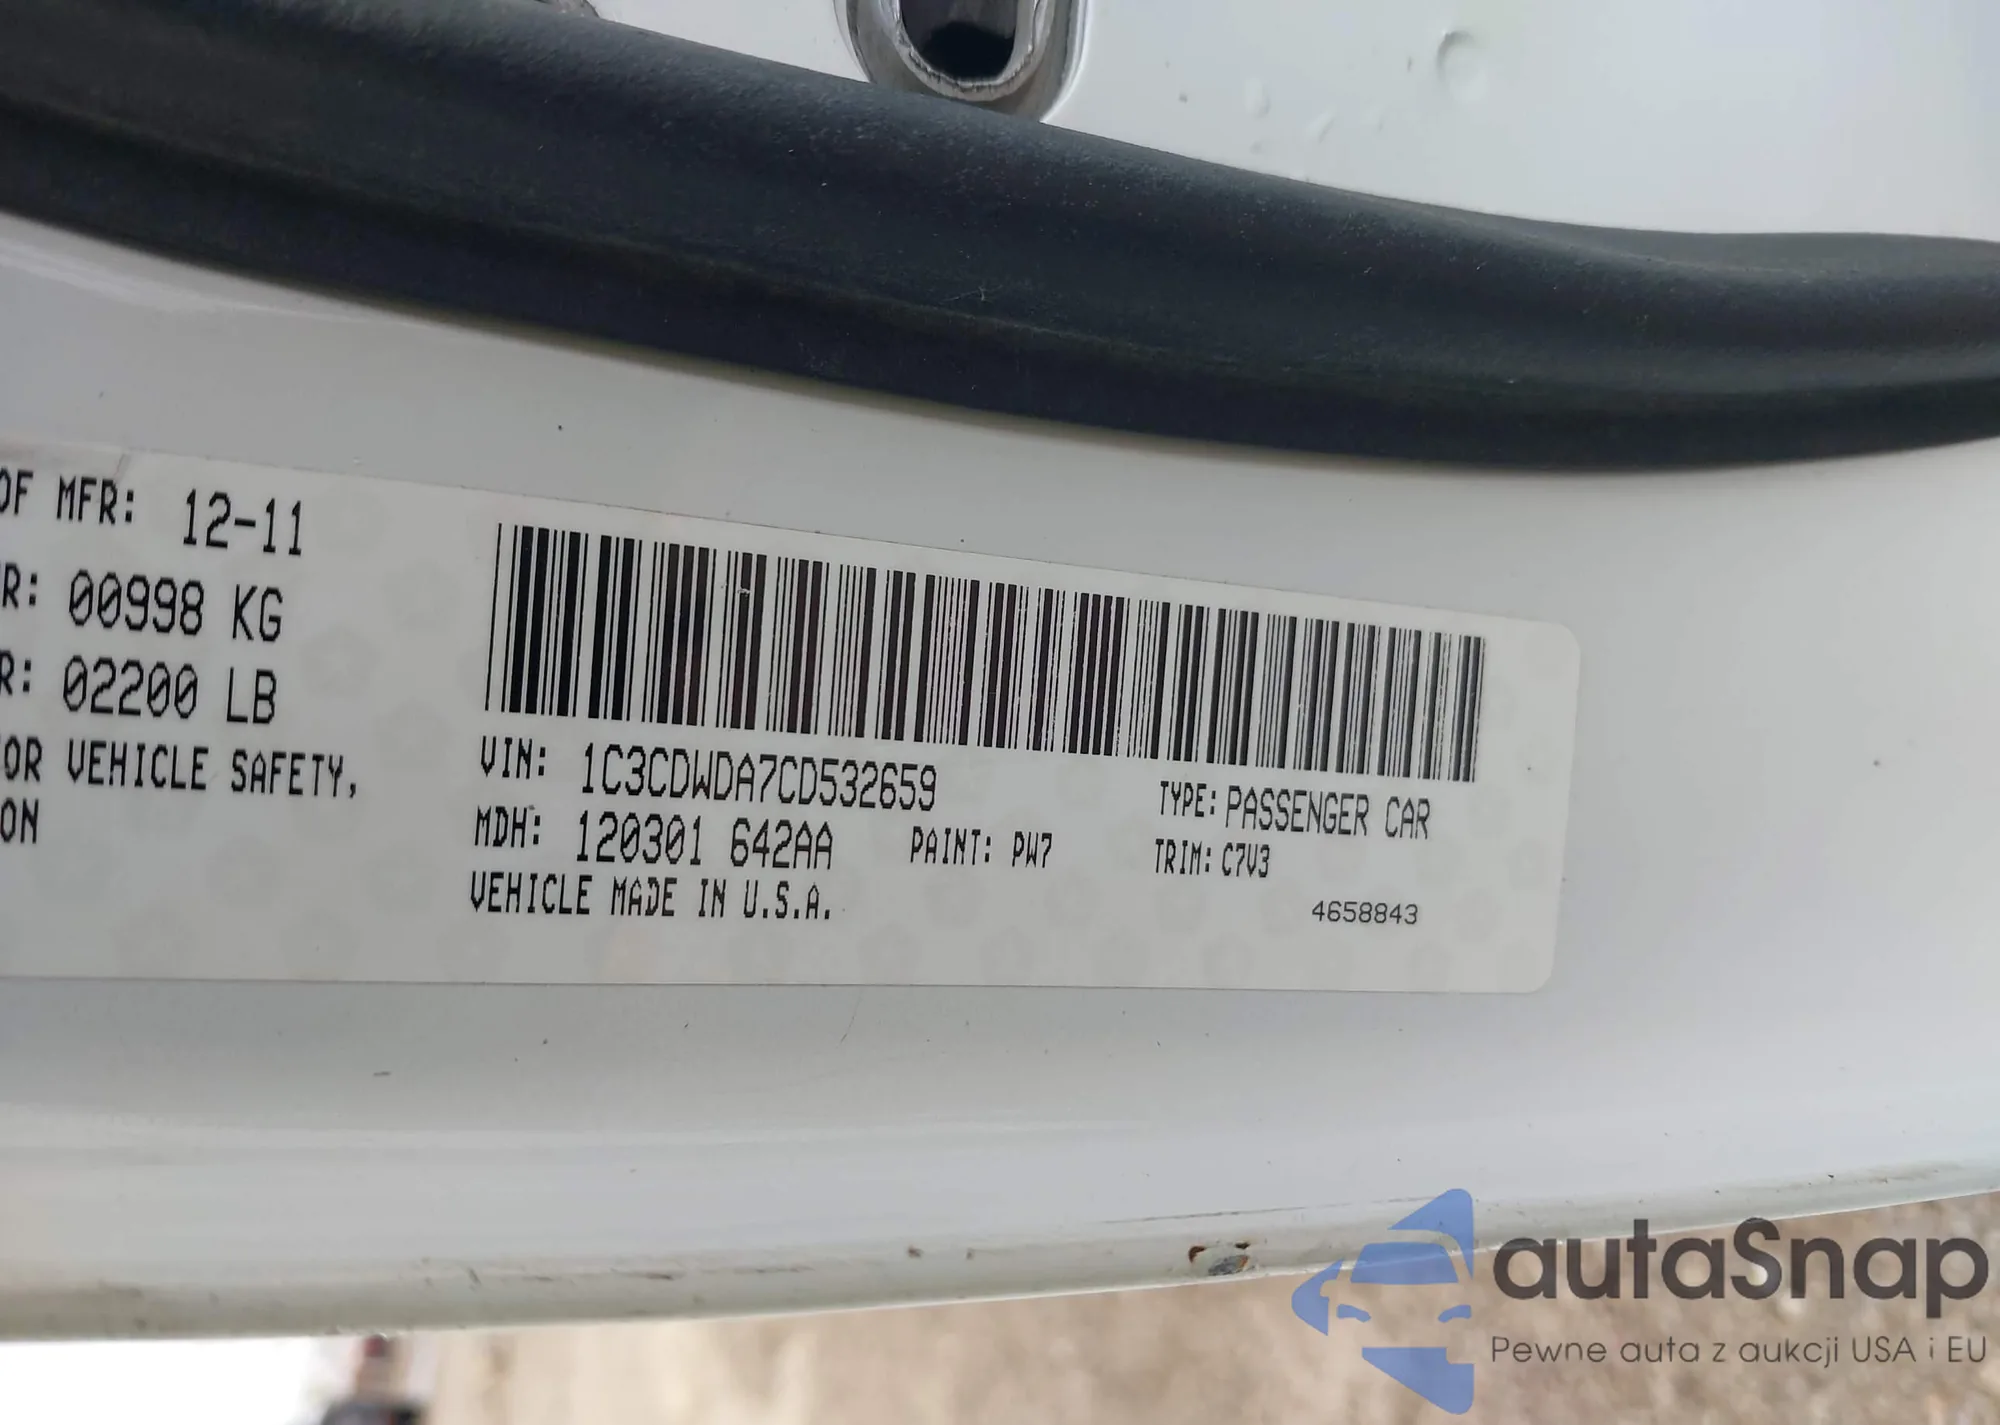 OF MFR: 12-11
R: 00998 KG
R: 02200 LB
OR VEHICLE SAFETY,
ON
VIN: 1C3CDWDA7CD532659
TYPE: PASSENGER CAR
MDH: 120301 642AA
PAINT: PW7
TRIM: C7V3
VEHICLE MADE IN U.S.A.
4658843
autaSnap
Pewne auta z aukcji USA i EU